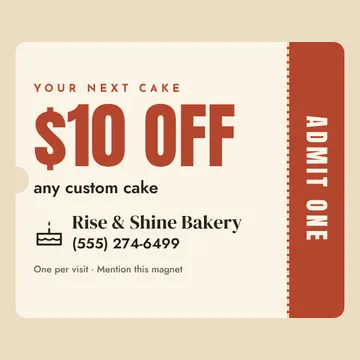 YOUR NEXT CAKE
$10 OFF
any custom cake
Rise & Shine Bakery
(555) 274-6499
One per visit · Mention this magnet
ADMIT ONE